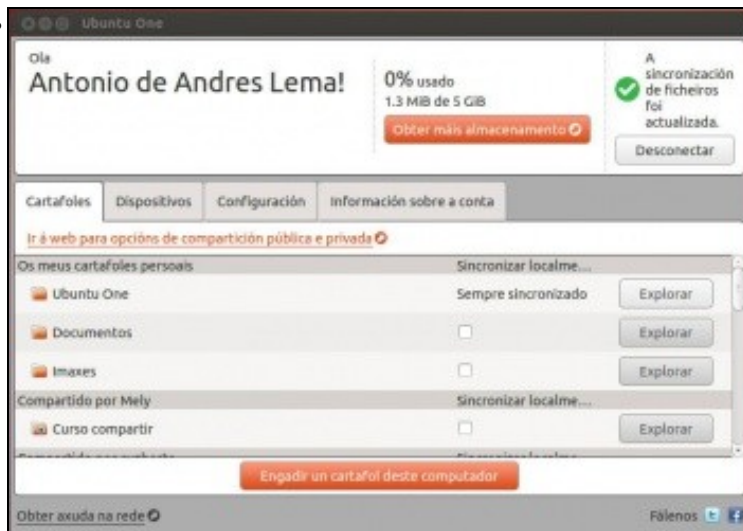 Ubuntu One
Ola
Antonio de Andres Lema!
0% usado
1.3 MiB de 5 GiB
Obter máis almacenamento
A
sincronización
de ficheiros
foi
actualizada.
Desconectar
Cartafoles Dispositivos Configuración Información sobre a conta
Ir á web para opcións de compartición pública e privada
Os meus cartafoles persoais Sincronizar localme...
Ubuntu One Sempre sincronizado Explorar
Documentos Explorar
Imaxes Explorar
Compartido por Mely Sincronizar localme...
Curso compartir Explorar
Engadir un cartafol deste computador
Obter axuda na rede Fálenos